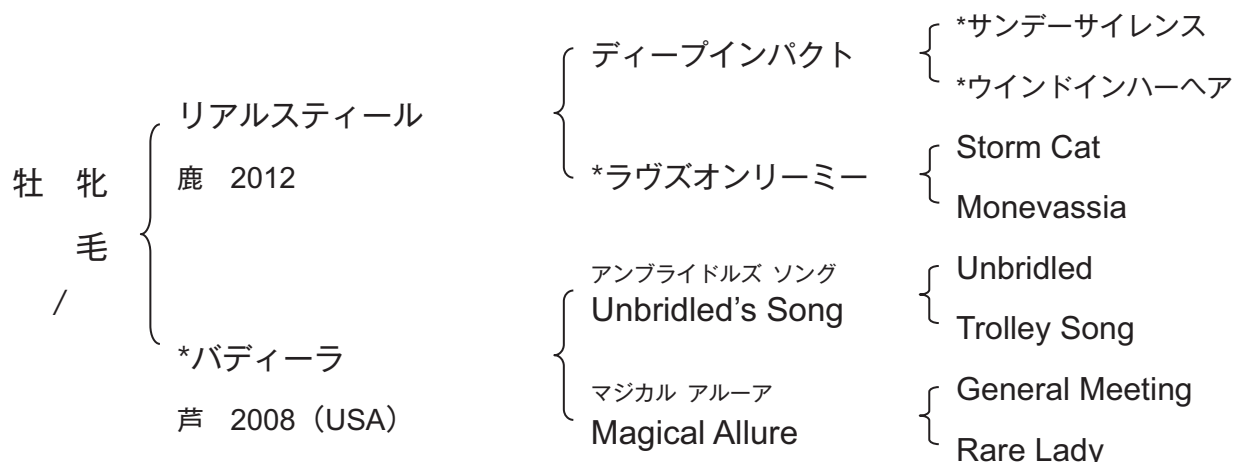 牡 牝
毛
/
リアルスティール
鹿 2012
*バディーラ
芦 2008（USA）
ディープインパクト
*ラヴズオンリーミー
アンブライドルズ ソング
Unbridled's Song
マジカル アルーア
Magical Allure
*サンデーサイレンス
*ウインドインハーヘア
Storm Cat
Monevassia
Unbridled
Trolley Song
General Meeting
Rare Lady